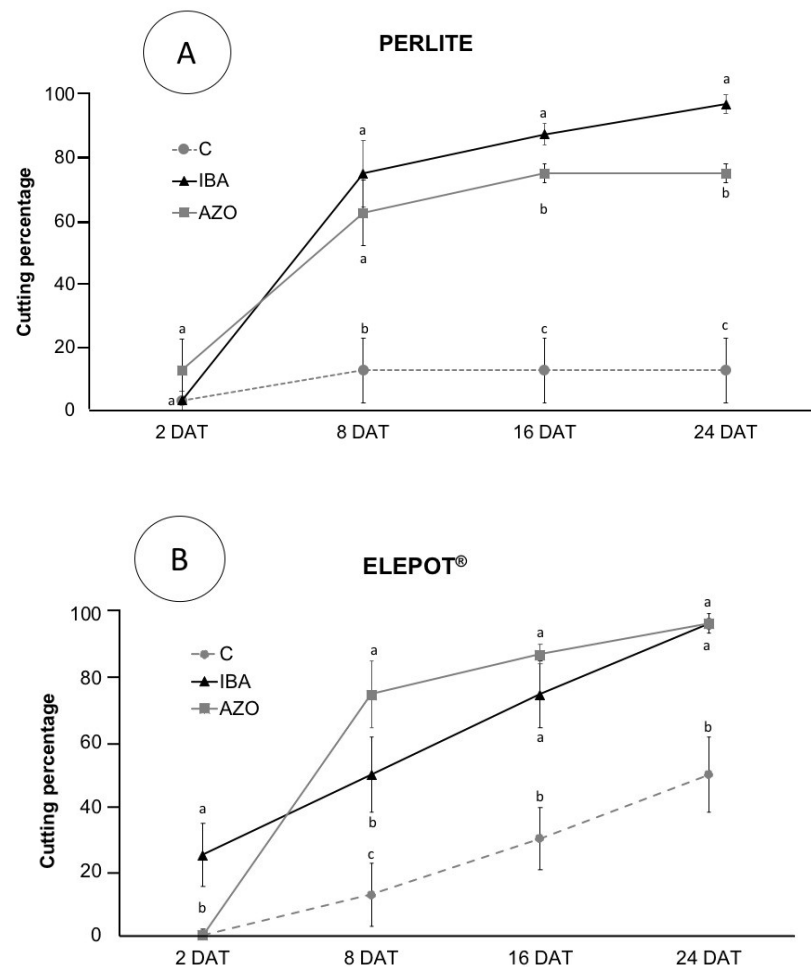 A
PERLITE
Cutting percentage
100
80
60
40
20
0
C
IBA
AZO
a
a
a
a
b
a
b
a
c
a
b
c
2 DAT
8 DAT
16 DAT
24 DAT
B
ELEPOT®
Cutting percentage
100
80
60
40
20
0
C
IBA
AZO
a
b
a
b
c
a
a
b
a
a
b
2 DAT
8 DAT
16 DAT
24 DAT